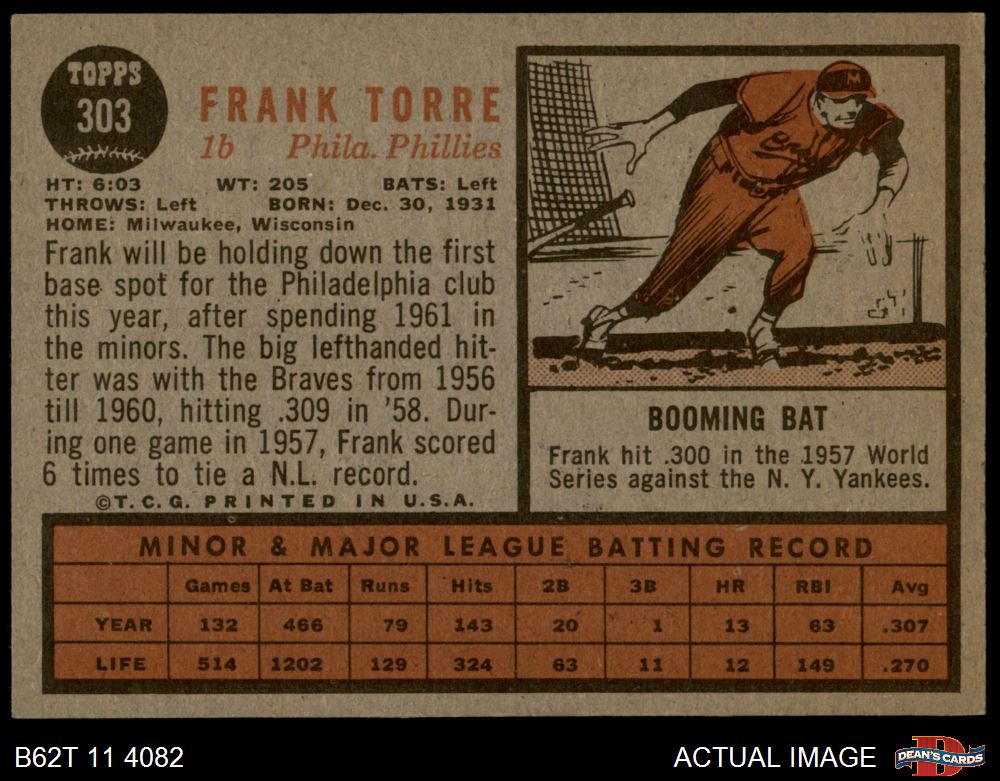 TOPPS
303
FRANK TORRE
1b Phila. Phillies
HT: 6:03 WT: 205 BATS: Left
THROWS: Left BORN: Dec. 30, 1931
HOME: Milwaukee, Wisconsin
Frank will be holding down the first
base spot for the Philadelphia club
this year, after spending 1961 in
the minors. The big lefthanded hit-
ter was with the Braves from 1956
till 1960, hitting .309 in '58. Dur-
ing one game in 1957, Frank scored
6 times to tie a N.L. record.
©T.C.G. PRINTED IN U.S.A.
M
Braves
BOOMING BAT
Frank hit .300 in the 1957 World
Series against the N. Y. Yankees.
MINOR & MAJOR LEAGUE BATTING RECORD
Games At Bat Runs Hits 2B 3B HR RBI Avg
YEAR 132 466 79 143 20 1 13 63 .307
LIFE 514 1202 129 324 63 11 12 149 .270
B62T 11 4082
ACTUAL IMAGE
D
DEAN'S CARDS